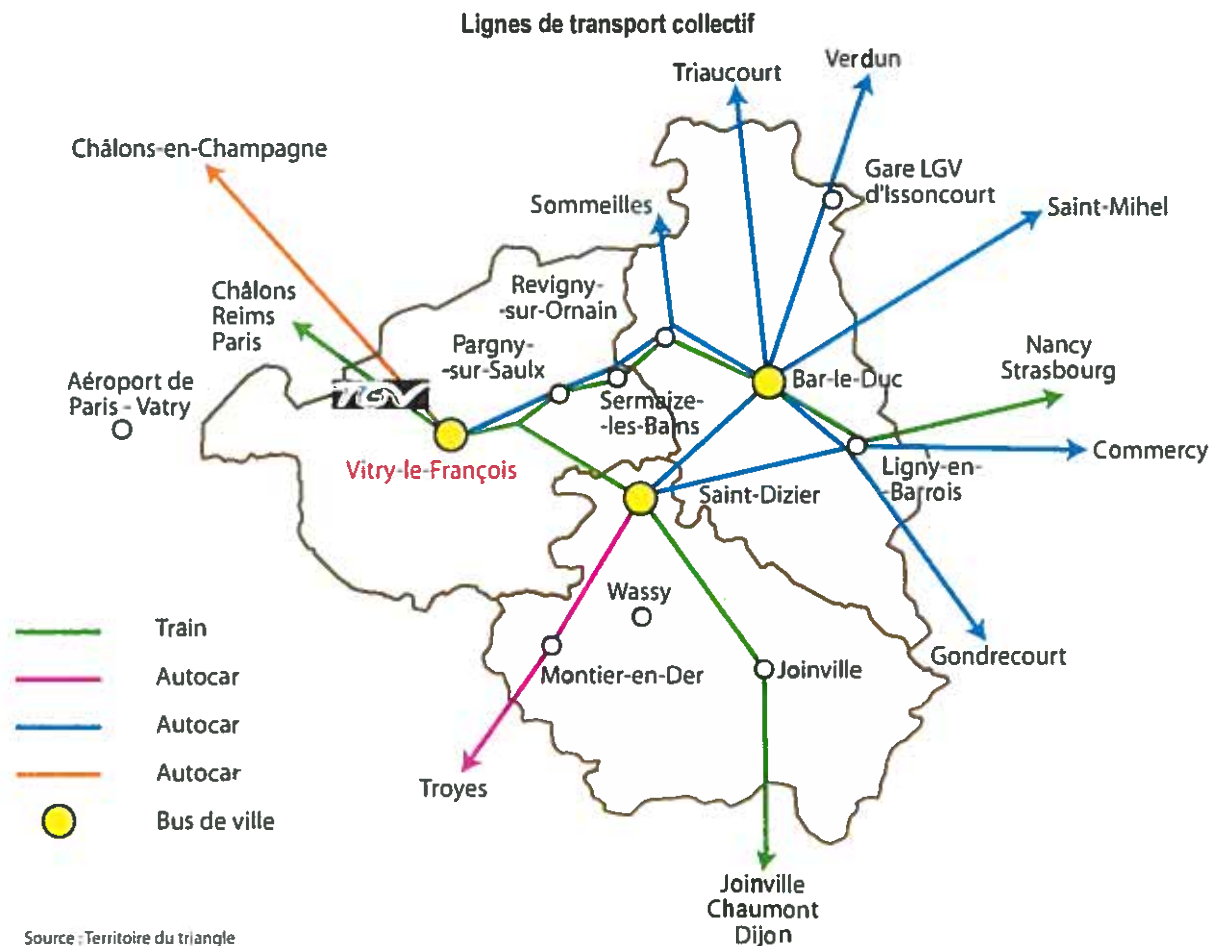 Lignes de transport collectif
Verdun
Triaucourt
Châlons-en-Champagne
Gare LGV
d'Issoncourt
Sommeilles
Saint-Mihel
Revigny-
-sur-Ornain
Châlons
Reims
Paris
Pargny-
-sur-Saulx
Nancy
Strasbourg
Aéroport de
Paris - Vatry
TGV
Bar-le-Duc
Sermaize-
-les-Bains
Vitry-le-François
Commercy
Ligny-en-
-Barrois
Saint-Dizier
Wassy
Train
Montier-en-Der
Joinville
Gondrecourt
Autocar
Autocar
Autocar
Troyes
Bus de ville
Joinville
Chaumont
Dijon
Source : Territoire du triangle